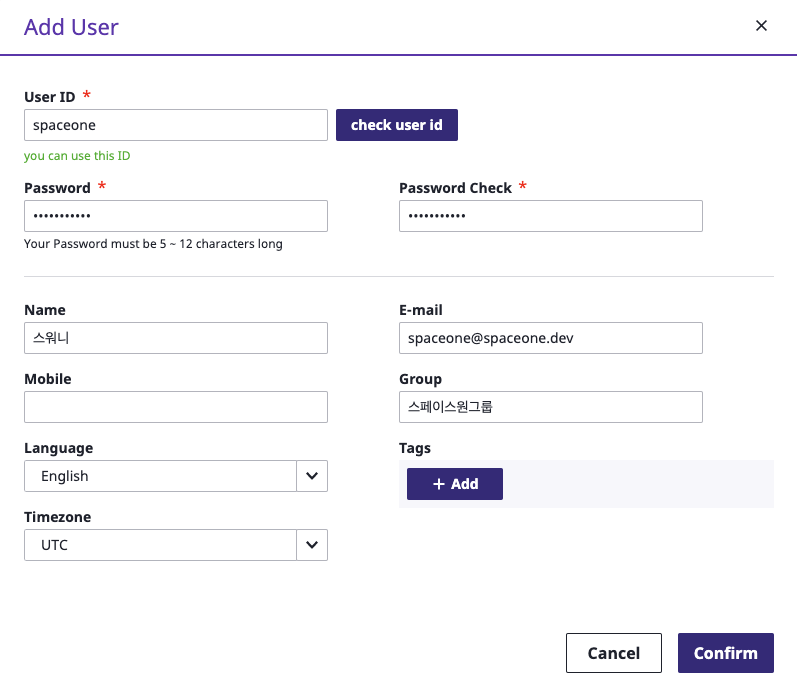 Add User
User ID *
spaceone
check user id
you can use this ID
Password *
Password Check *
•••••••••••
•••••••••••
Your Password must be 5 ~ 12 characters long
Name
E-mail
스워니
spaceone@spaceone.dev
Mobile
Group
스페이스원그룹
Language
Tags
English
+ Add
Timezone
UTC
Cancel
Confirm